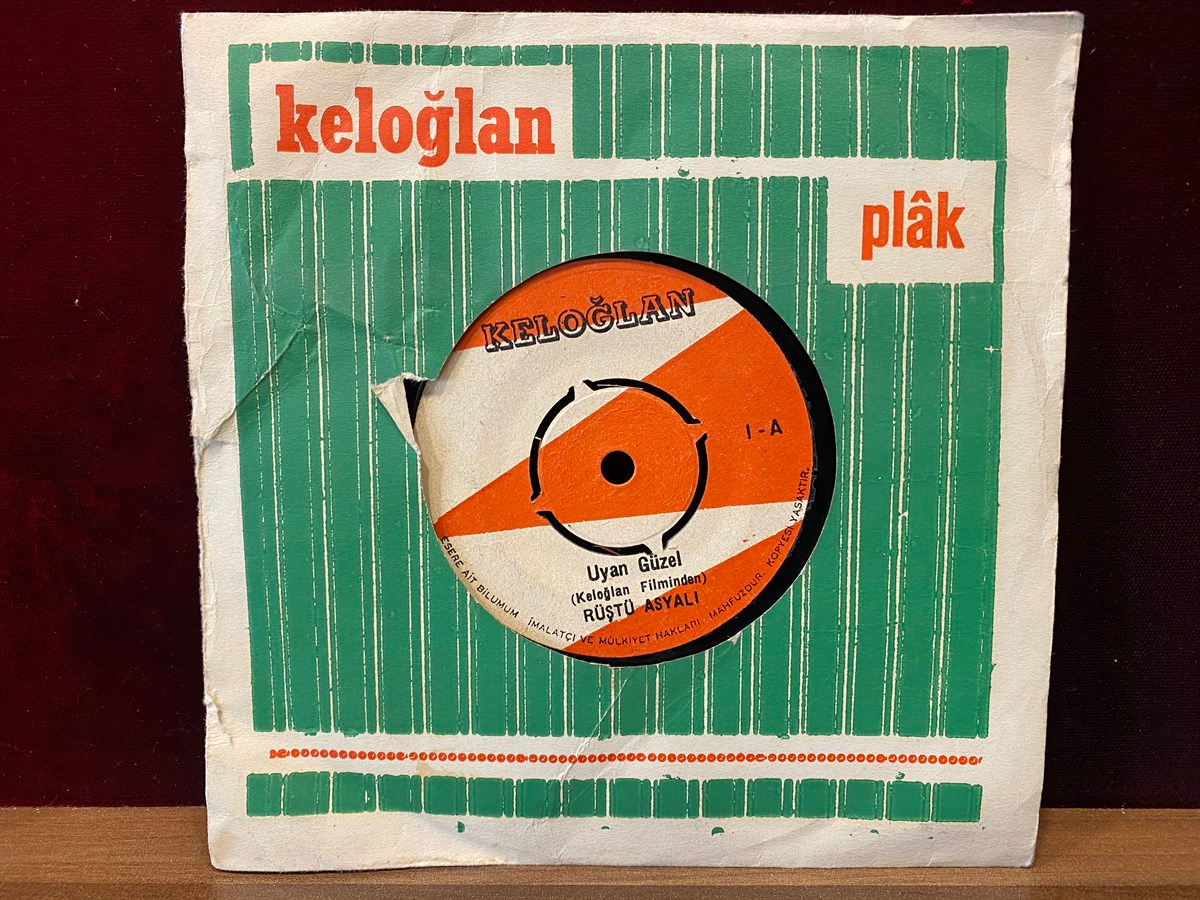 keloğlan
plâk
KELOĞLAN
I-A
Uyan Güzel
(Keloğlan Filminden)
RÜŞTÜ ASYALI
ESERE AİT BİLUMUM İMALATÇI VE MÜLKİYET HAKLARI MAHFUZDUR. KOPYESİ YASAKTIR.